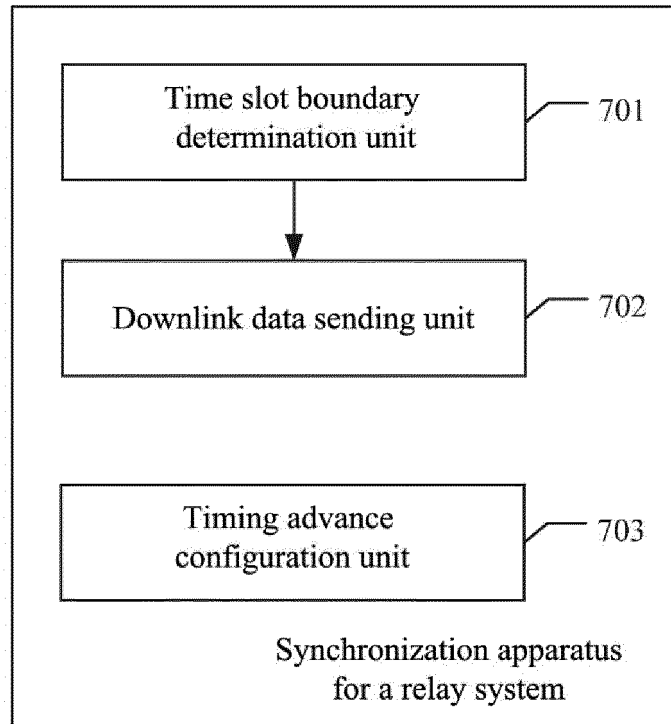 Time slot boundary
determination unit
701
Downlink data sending unit
702
Timing advance
configuration unit
703
Synchronization apparatus
for a relay system